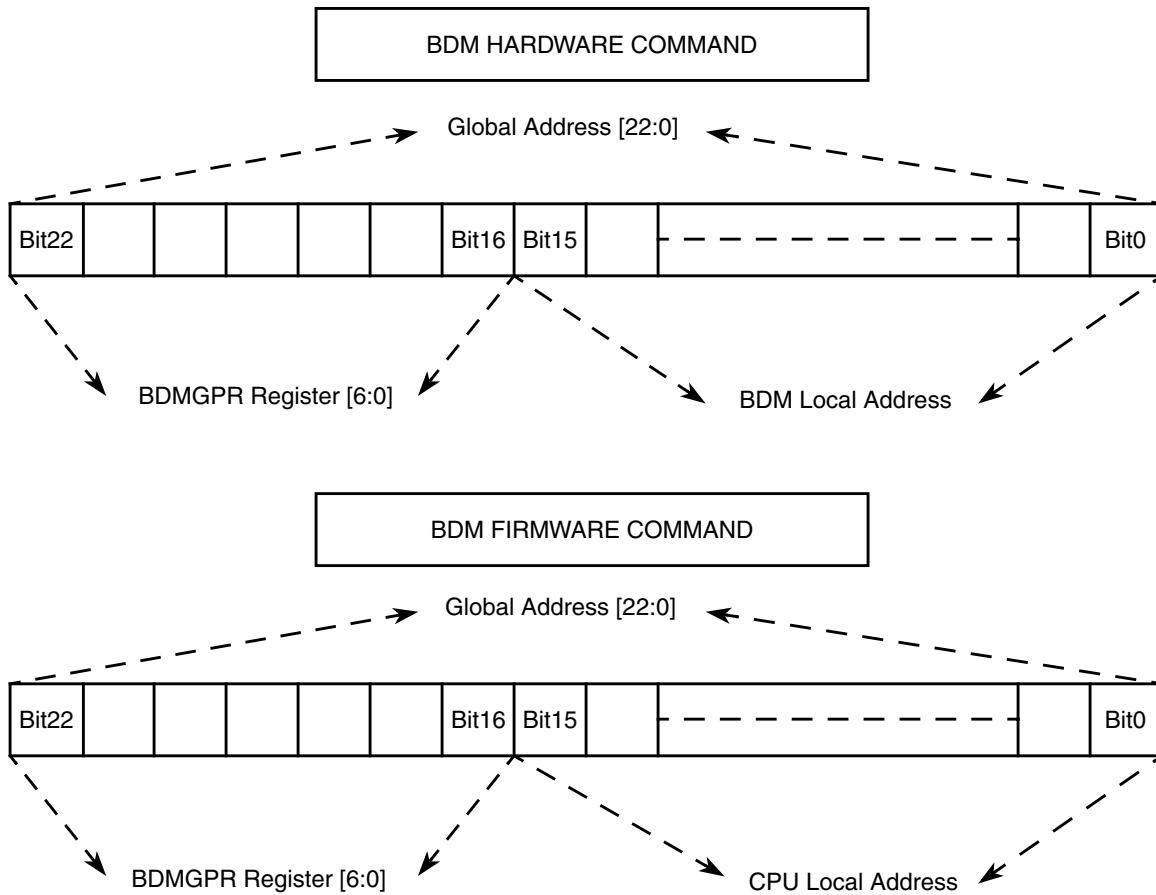 BDM HARDWARE COMMAND
Global Address [22:0]
Bit22 Bit16 Bit15 Bit0
BDMGPR Register [6:0] BDM Local Address
BDM FIRMWARE COMMAND
Global Address [22:0]
Bit22 Bit16 Bit15 Bit0
BDMGPR Register [6:0] CPU Local Address